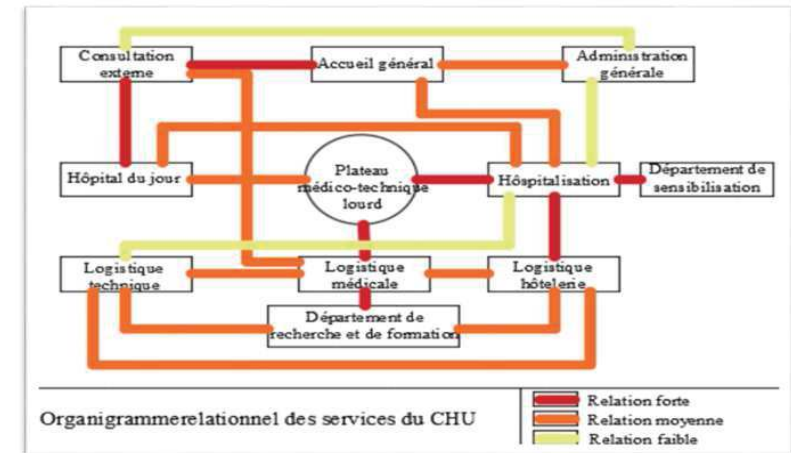 Consultation
externe
Accueil général
Administration
générale
Hôpital du jour
Plateau
médico-technique
lourd
Hôspitalisation
Département de
sensibilisation
Logistique
technique
Logistique
médicale
Logistique
hôtelerie
Département de
recherche et de formation
Organigrammerelationnel des services du CHU
Relation forte
Relation moyenne
Relation faible